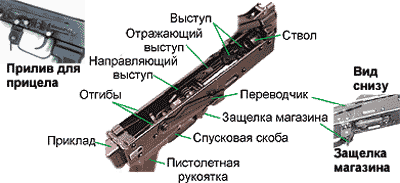 Выступ
Отражающий
выступ
Ствол
Направляющий
выступ
Прилив для
прицела
Отгибы
Вид
снизу
Переводчик
Защелка магазина
Приклад
Спусковая скоба
Пистолетная
рукоятка
Защелка
магазина